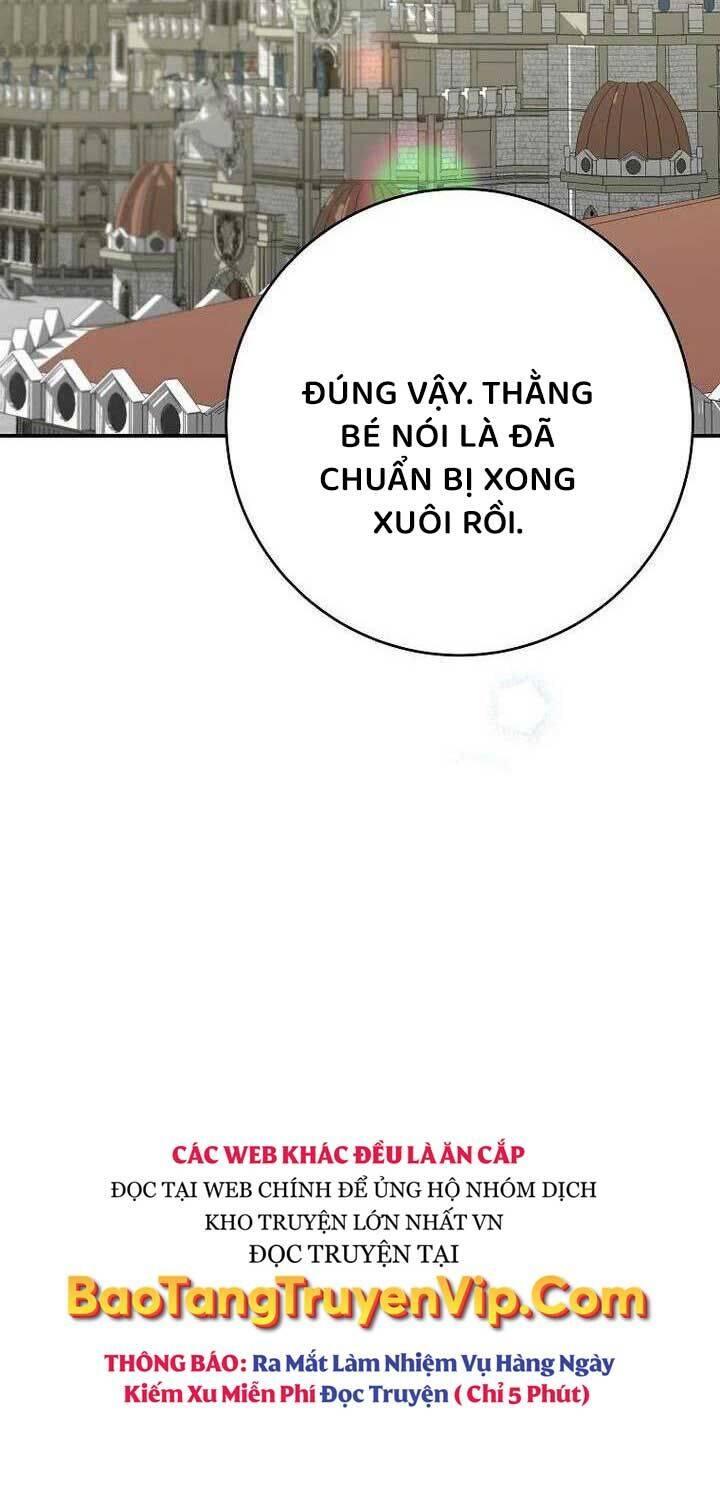 ĐÚNG VẬY. THẰNG
BÉ NÓI LÀ ĐÃ
CHUẨN BỊ XONG
XUÔI RỒI.
CÁC WEB KHÁC ĐỀU LÀ ĂN CẮP
ĐỌC TẠI WEB CHÍNH ĐỂ ỦNG HỘ NHÓM DỊCH
KHO TRUYỆN LỚN NHẤT VN
ĐỌC TRUYỆN TẠI
BaoTangTruyenVip.Com
THÔNG BÁO: Ra Mắt Làm Nhiệm Vụ Hàng Ngày
Kiếm Xu Miễn Phí Đọc Truyện ( Chỉ 5 Phút)